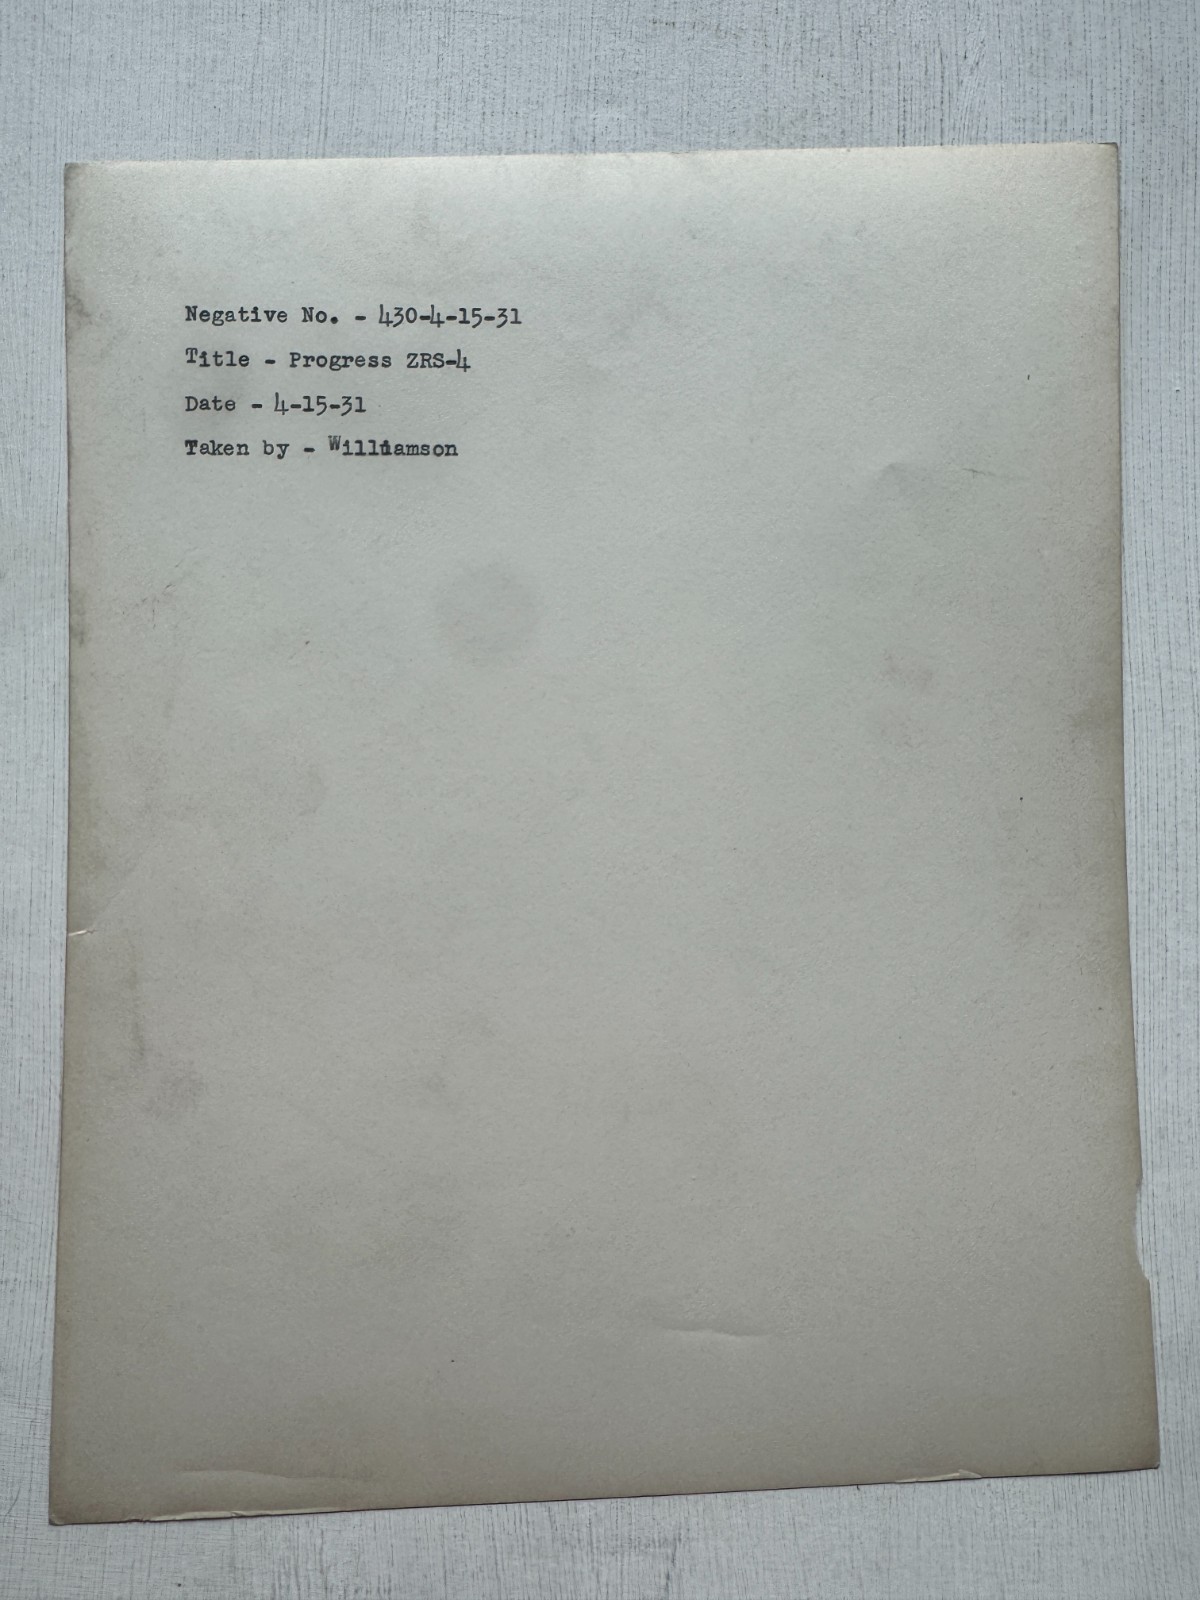 Negative No. - 430-4-15-31
Title - Progress ZRS-4
Date - 4-15-31
Taken by - Williamson